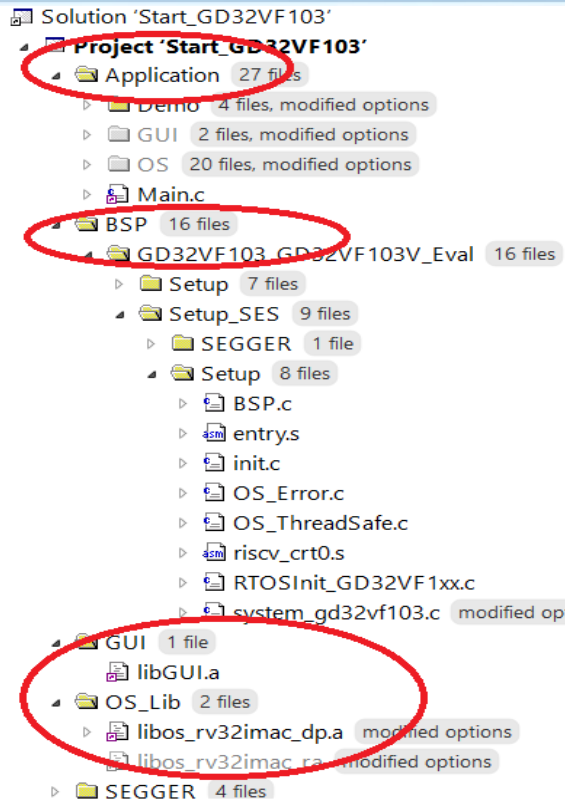 Solution ‘Start_GD32VF103’
Project ‘Start_GD32VF103’
Application 27 files
Demo 4 files, modified options
GUI 2 files, modified options
OS 20 files, modified options
Main.c
BSP 16 files
GD32VF103_GD32VF103V_Eval 16 files
Setup 7 files
Setup_SES 9 files
SEGGER 1 file
Setup 8 files
BSP.c
asm entry.s
init.c
OS_Error.c
OS_ThreadSafe.c
asm riscv_crt0.s
RTOSInit_GD32VF1xx.c
system_gd32vf103.c modified op
GUI 1 file
libGUI.a
OS_Lib 2 files
libos_rv32imac_dp.a modified options
libos_rv32imac_ra modified options
SEGGER 4 files